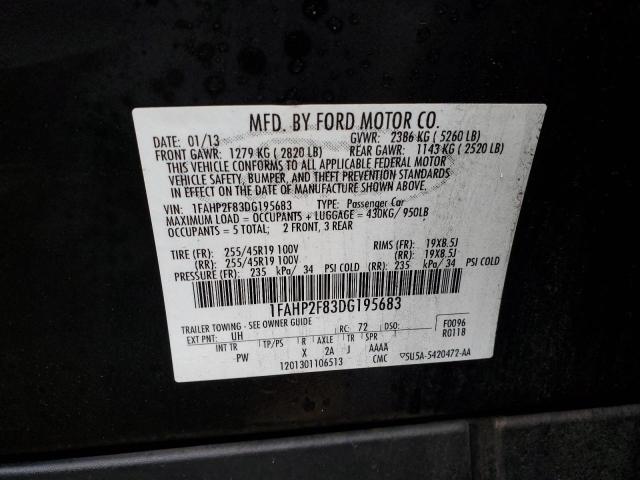 MFD. BY FORD MOTOR CO.
DATE: 01/13 GVWR: 2386 KG ( 5260 LB)
FRONT GAWR: 1279 KG ( 2820 LB) REAR GAWR: 1143 KG ( 2520 LB)
THIS VEHICLE CONFORMS TO ALL APPLICABLE FEDERAL MOTOR
VEHICLE SAFETY, BUMPER, AND THEFT PREVENTION STANDARDS
IN EFFECT ON THE DATE OF MANUFACTURE SHOWN ABOVE.
VIN: 1FAHP2F83DG195683 TYPE: Passenger Car
MAXIMUM LOAD = OCCUPANTS + LUGGAGE = 430KG/ 950LB
OCCUPANTS = 5 TOTAL; 2 FRONT, 3 REAR
TIRE (FR): 255/45R19 100V RIMS (FR): 19X8.5J
(RR): 255/45R19 100V (RR): 19X8.5J
PRESSURE (FR): 235 kPa/ 34 PSI COLD (RR): 235 kPa/ 34 PSI COLD
1FAHP2F83DG195683
TRAILER TOWING - SEE OWNER GUIDE RC: 72 DSO: F0096
EXT PNT: UH R0118
INT TR TP/PS R AXLE TR SPR
PW X 2A J AAAA
1201301106513 CMC ▽5U5A-5420472-AA